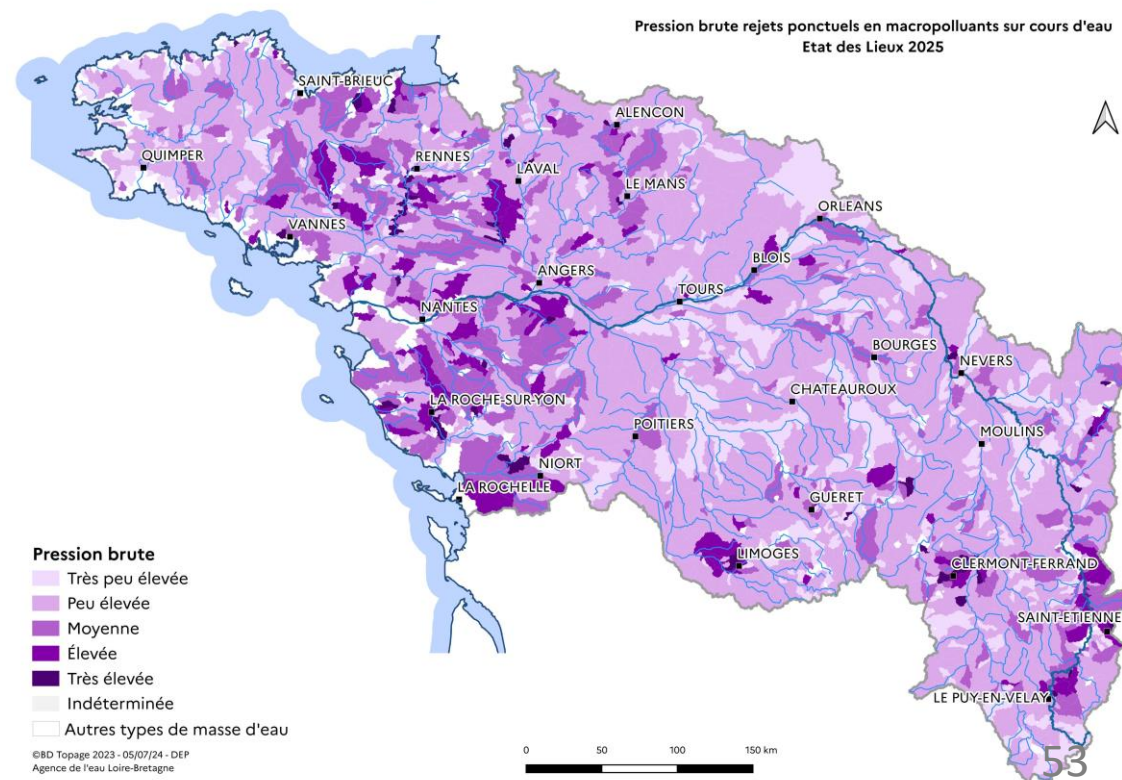 Pression brute rejets ponctuels en macropolluants sur cours d'eau
Etat des Lieux 2025
SAINT-BRIEUC
ALENCON
QUIMPER
RENNES
LAVAL
LE MANS
ORLEANS
VANNES
BLOIS
ANGERS
TOURS
NANTES
BOURGES
NEVERS
CHATEAUROUX
LA ROCHE-SUR-YON
POITIERS
MOULINS
NIORT
LA ROCHELLE
GUERET
LIMOGES
CLERMONT-FERRAND
SAINT-ETIENNE
LE PUY-EN-VELAY
Pression brute
Très peu élevée
Peu élevée
Moyenne
Élevée
Très élevée
Indéterminée
Autres types de masse d'eau
©BD Topage 2023 - 05/07/24 - DEP
Agence de l'eau Loire-Bretagne
0 50 100 150 km
53